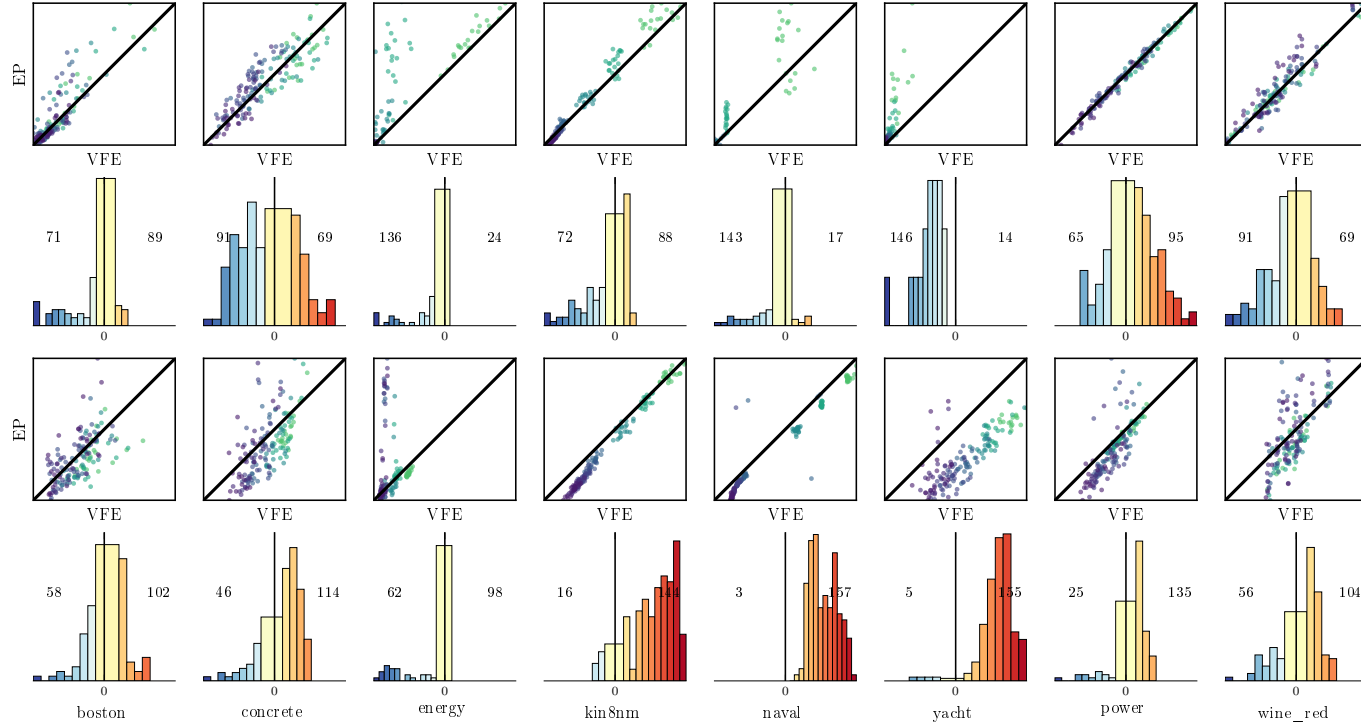 EP
VFE VFE VFE VFE VFE VFE VFE VFE
71 89 91 69 136 24 72 88 143 17 146 14 65 95 91 69
0 0 0 0 0 0 0 0
EP
VFE VFE VFE VFE VFE VFE VFE VFE
58 102 46 114 62 98 16 144 3 157 5 155 25 135 56 104
0 0 0 0 0 0 0 0
boston concrete energy kin8nm naval yacht power wine_red